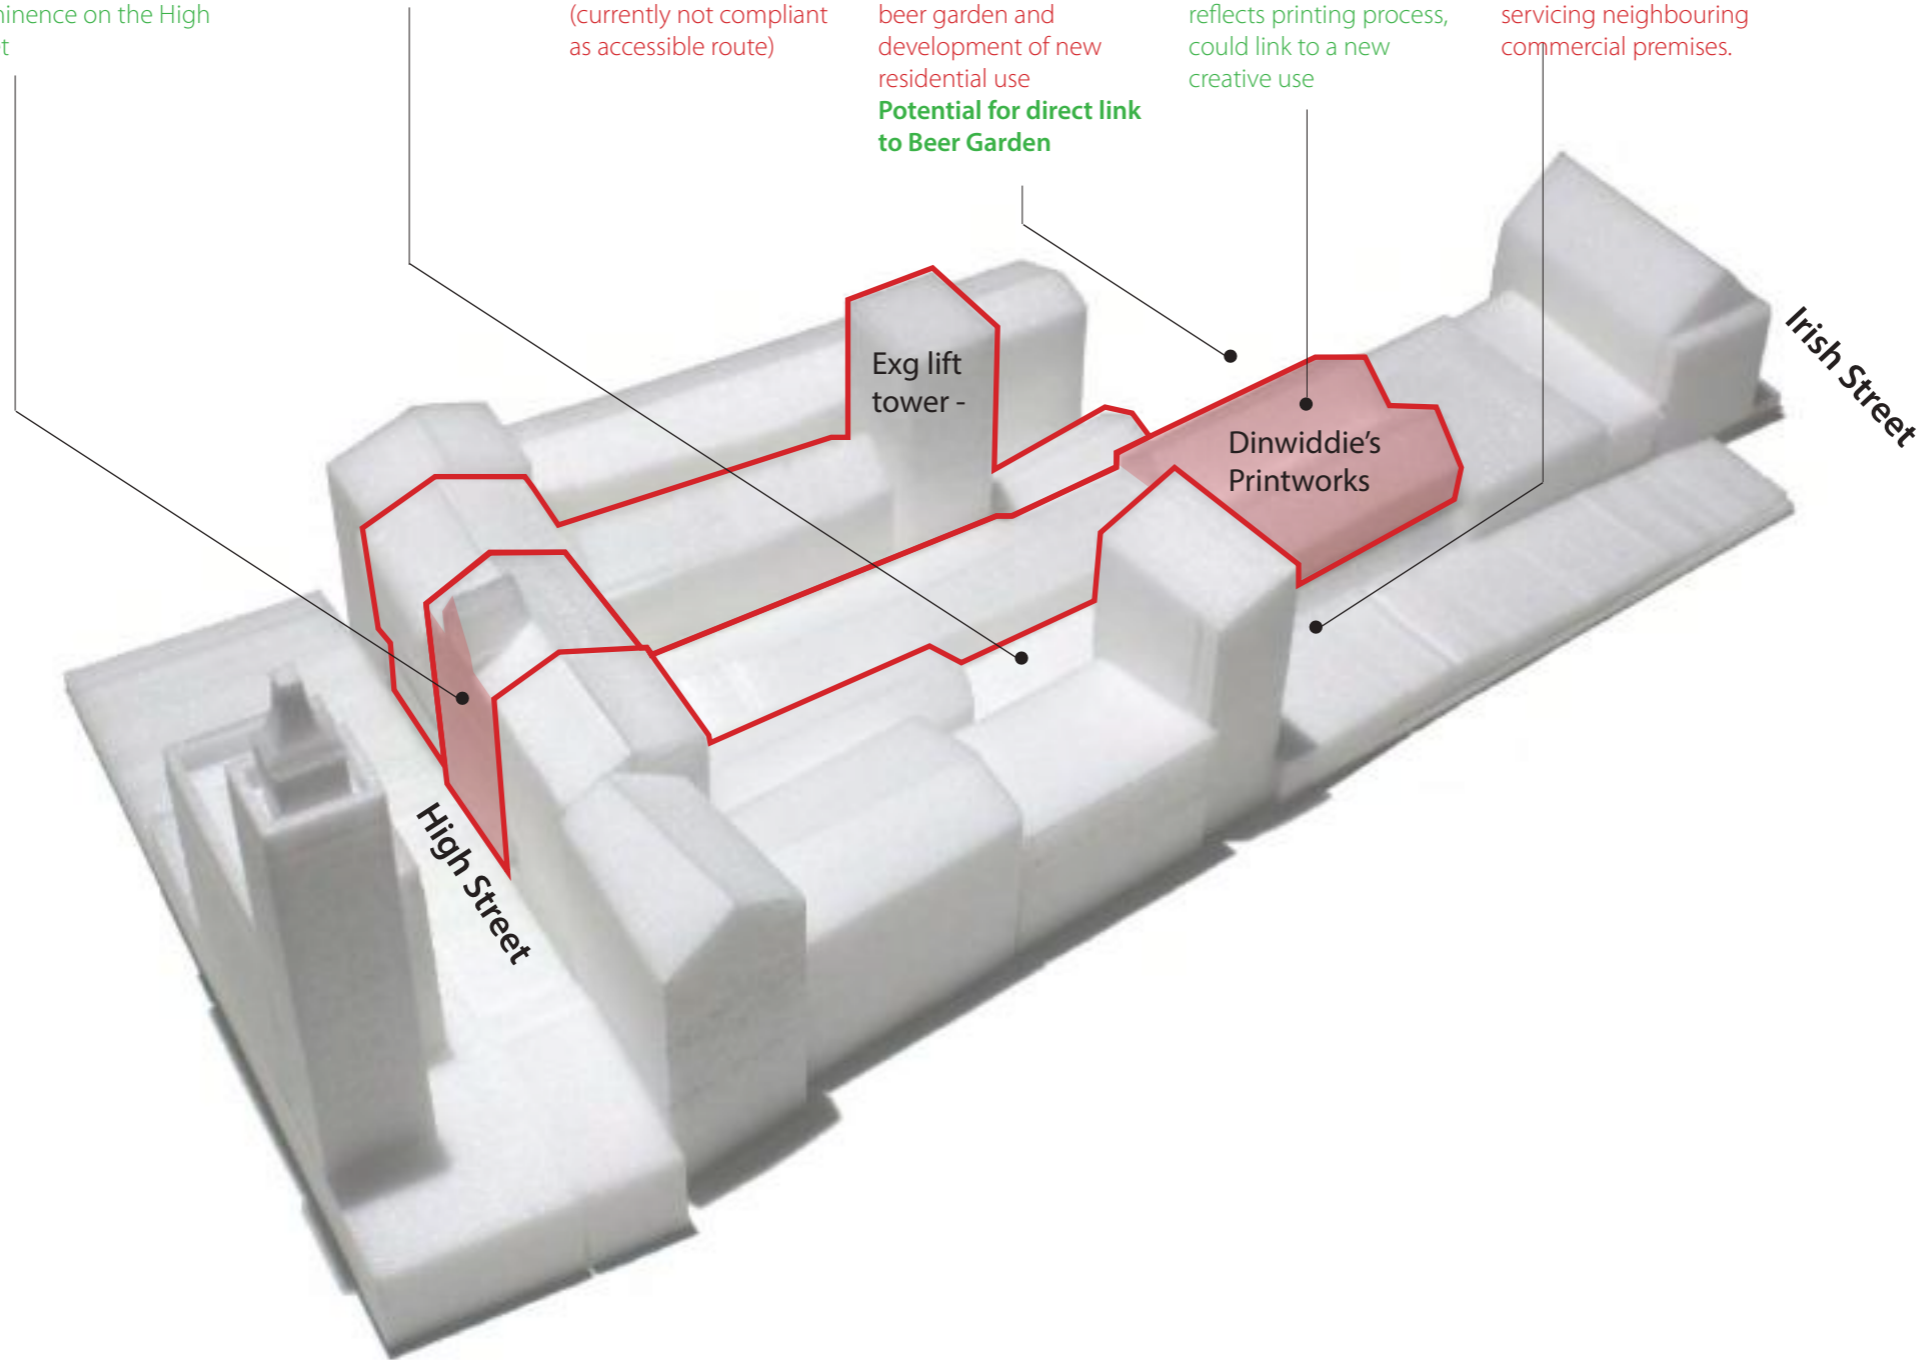 on the High
(currently not compliant
as accessible route)
beer garden and
development of new
residential use
Potential for direct link
to Beer Garden
reflects printing process,
could link to a new
creative use
servicing neighbouring
commercial premises.
Exg lift
tower -
Dinwiddie's
Printworks
Irish Street
High Street